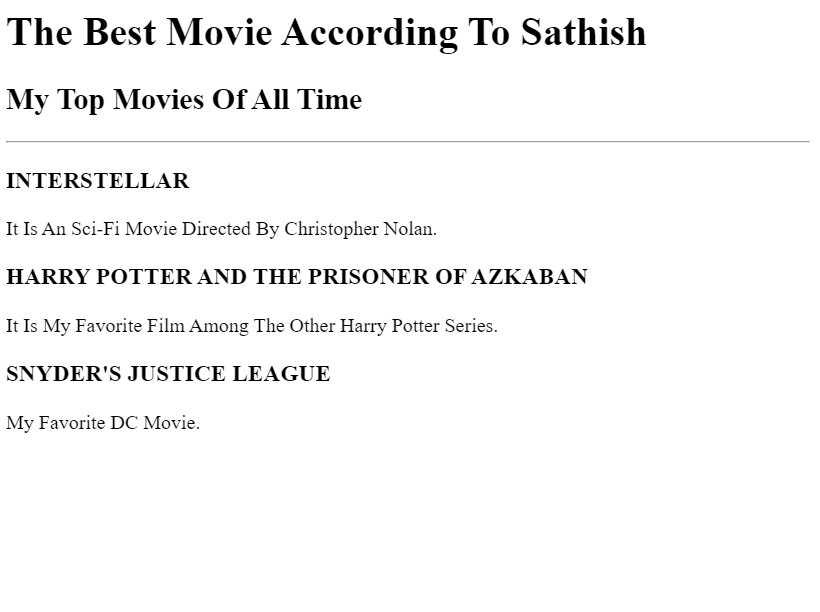 The Best Movie According To Sathish
My Top Movies Of All Time
INTERSTELLAR
It Is An Sci-Fi Movie Directed By Christopher Nolan.
HARRY POTTER AND THE PRISONER OF AZKABAN
It Is My Favorite Film Among The Other Harry Potter Series.
SNYDER'S JUSTICE LEAGUE
My Favorite DC Movie.